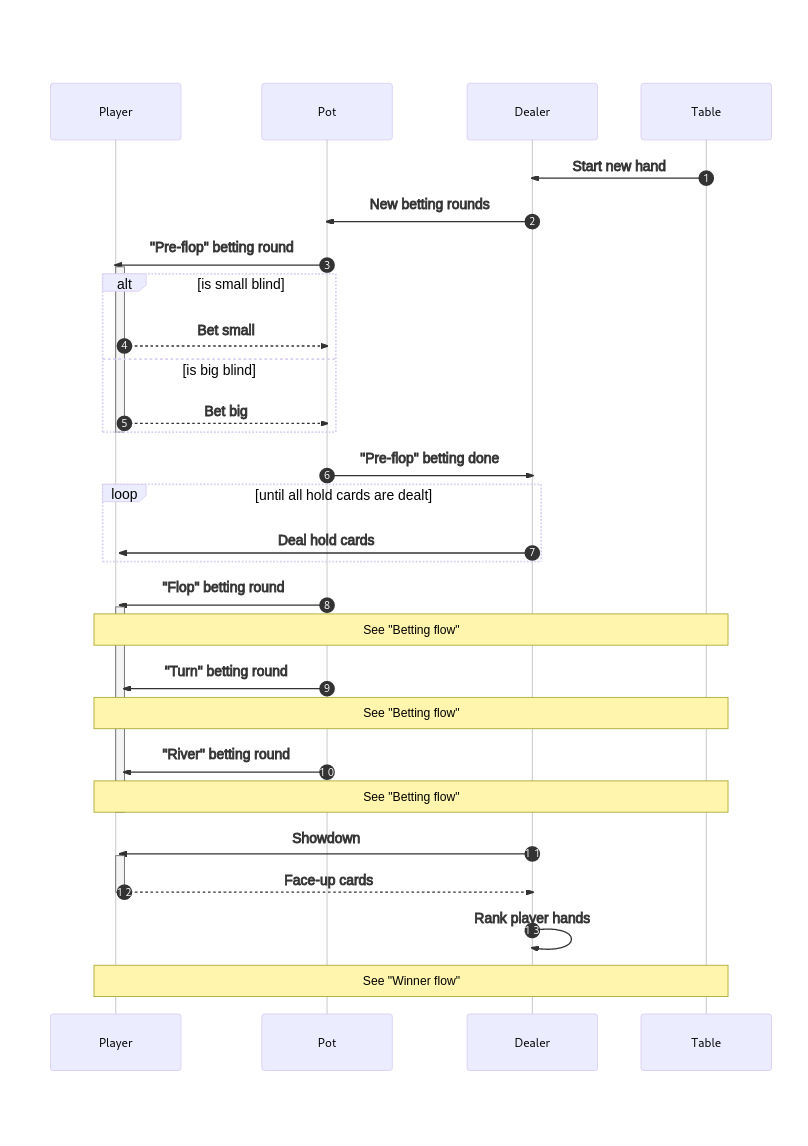 Player
Pot
Dealer
Table
Start new hand
1
New betting rounds
2
"Pre-flop" betting round
3
alt
[is small blind]
Bet small
4
[is big blind]
Bet big
5
"Pre-flop" betting done
6
loop
[until all hold cards are dealt]
Deal hold cards
7
"Flop" betting round
8
See "Betting flow"
"Turn" betting round
9
See "Betting flow"
"River" betting round
10
See "Betting flow"
Showdown
11
Face-up cards
12
Rank player hands
13
See "Winner flow"
Player
Pot
Dealer
Table